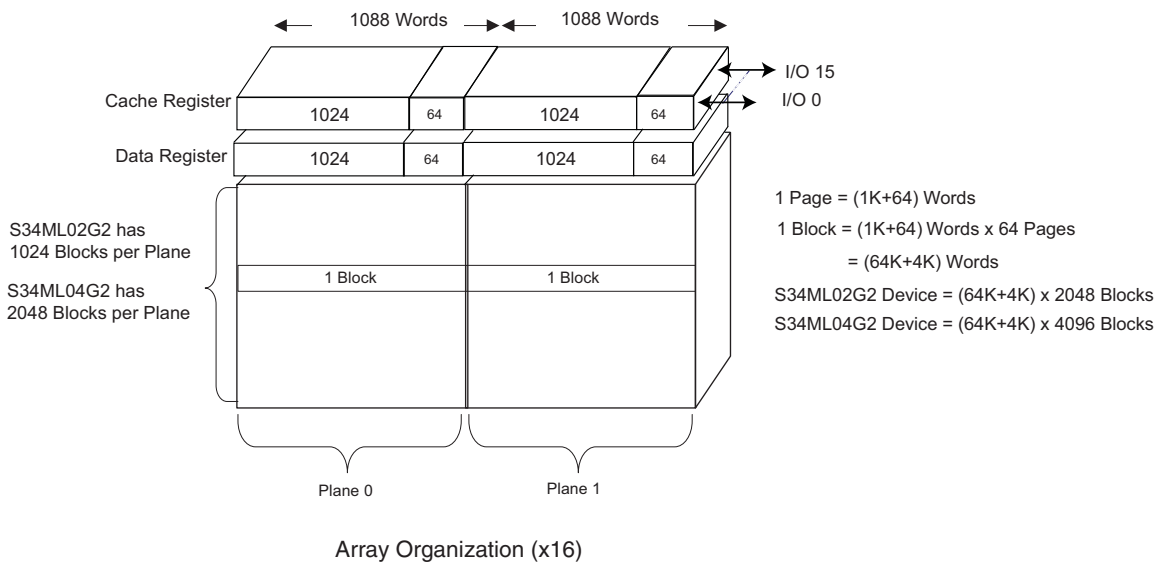 1088 Words 1088 Words
I/O 15
I/O 0
Cache Register
1024 64 1024 64
Data Register
1024 64 1024 64
S34ML02G2 has
1024 Blocks per Plane
S34ML04G2 has
2048 Blocks per Plane
1 Block 1 Block
1 Page = (1K+64) Words
1 Block = (1K+64) Words x 64 Pages
= (64K+4K) Words
S34ML02G2 Device = (64K+4K) x 2048 Blocks
S34ML04G2 Device = (64K+4K) x 4096 Blocks
Plane 0 Plane 1
Array Organization (x16)